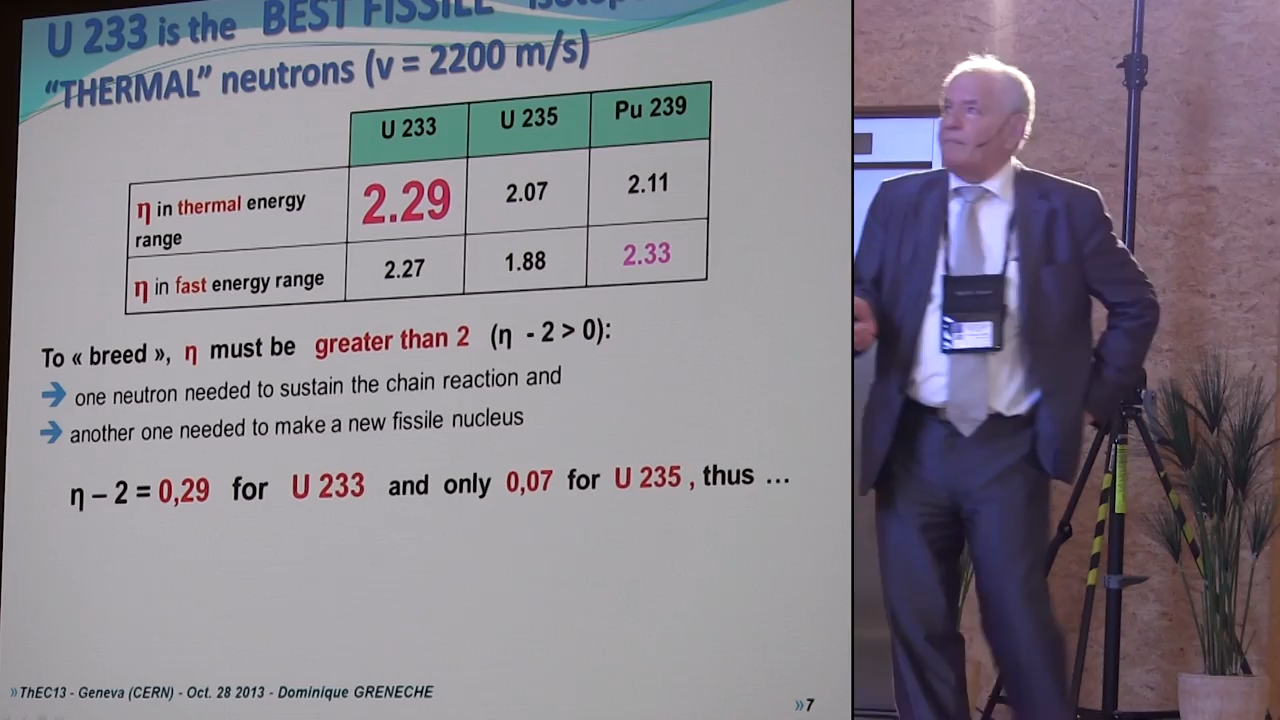 U 233 is the BEST FISSILE isotop
“THERMAL” neutrons (v = 2200 m/s)
U 233 U 235 Pu 239
η in thermal energy range 2.29 2.07 2.11
η in fast energy range 2.27 1.88 2.33
To « breed », η must be greater than 2 (η - 2 > 0):
➔ one neutron needed to sustain the chain reaction and
➔ another one needed to make a new fissile nucleus
η – 2 = 0,29 for U 233 and only 0,07 for U 235 , thus …
»ThEC13 - Geneva (CERN) - Oct. 28 2013 - Dominique GRENECHE
»7